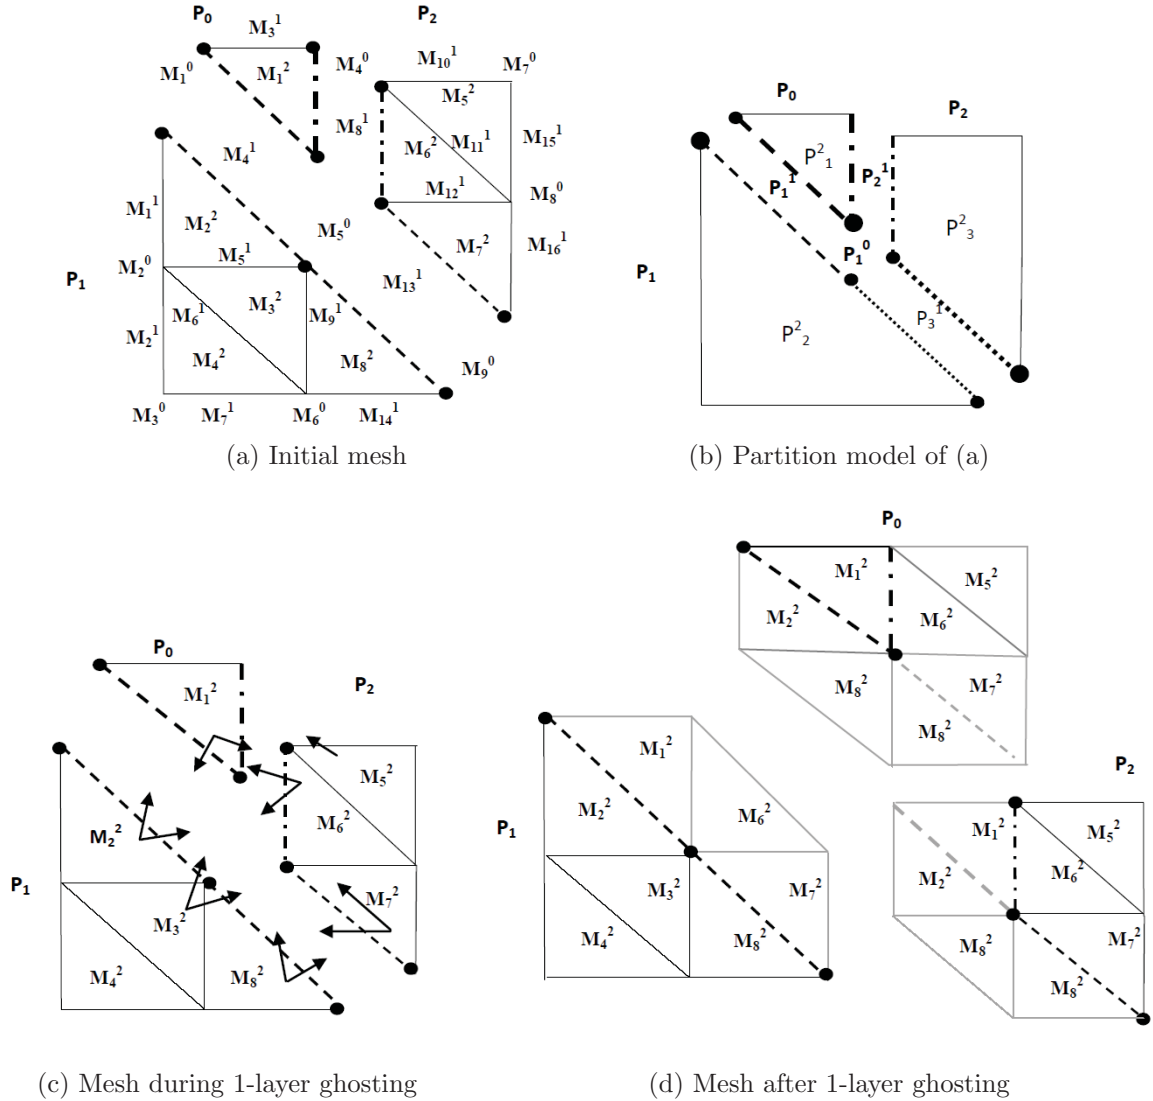 P₀
M₃¹
P₂
M₁⁰
M₁²
M₄⁰
M₁₀¹
M₇⁰
M₅²
M₈¹
M₆²
M₁₁¹
M₁₅¹
M₄¹
M₁₂¹
M₈⁰
M₁¹
M₂²
M₅⁰
M₇²
M₁₆¹
M₂⁰
M₅¹
P₁
M₁₃¹
M₃²
M₆¹
M₉¹
M₂¹
M₄²
M₈²
M₉⁰
M₃⁰
M₇¹
M₆⁰
M₁₄¹
(a) Initial mesh
P₀
P₂
P²₁
P₁¹
P₂¹
P²₃
P₁⁰
P₁
P₃¹
P²₂
(b) Partition model of (a)
P₀
M₁²
P₂
M₅²
M₆²
M₂²
P₁
M₇²
M₃²
M₄²
M₈²
(c) Mesh during 1-layer ghosting
P₀
M₁²
M₅²
M₂²
M₆²
M₈²
M₇²
M₈²
M₁²
M₂²
M₆²
P₁
M₃²
M₇²
M₄²
M₈²
P₂
M₁²
M₅²
M₂²
M₆²
M₈²
M₇²
M₈²
(d) Mesh after 1-layer ghosting